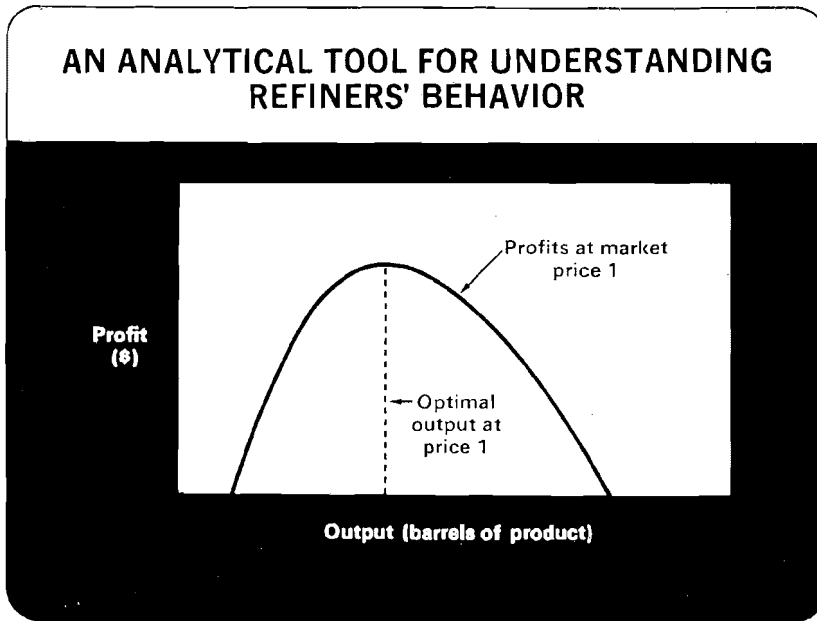 AN ANALYTICAL TOOL FOR UNDERSTANDING
REFINERS' BEHAVIOR
Profits at market
price 1
Profit
($)
Optimal
output at
price 1
Output (barrels of product)